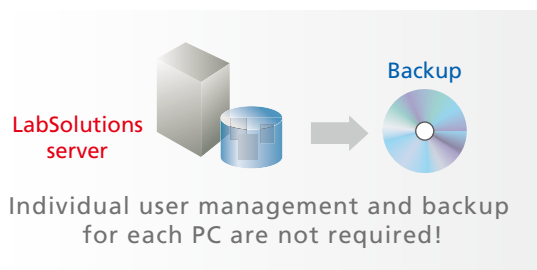 Backup
LabSolutions
server
Individual user management and backup
for each PC are not required!